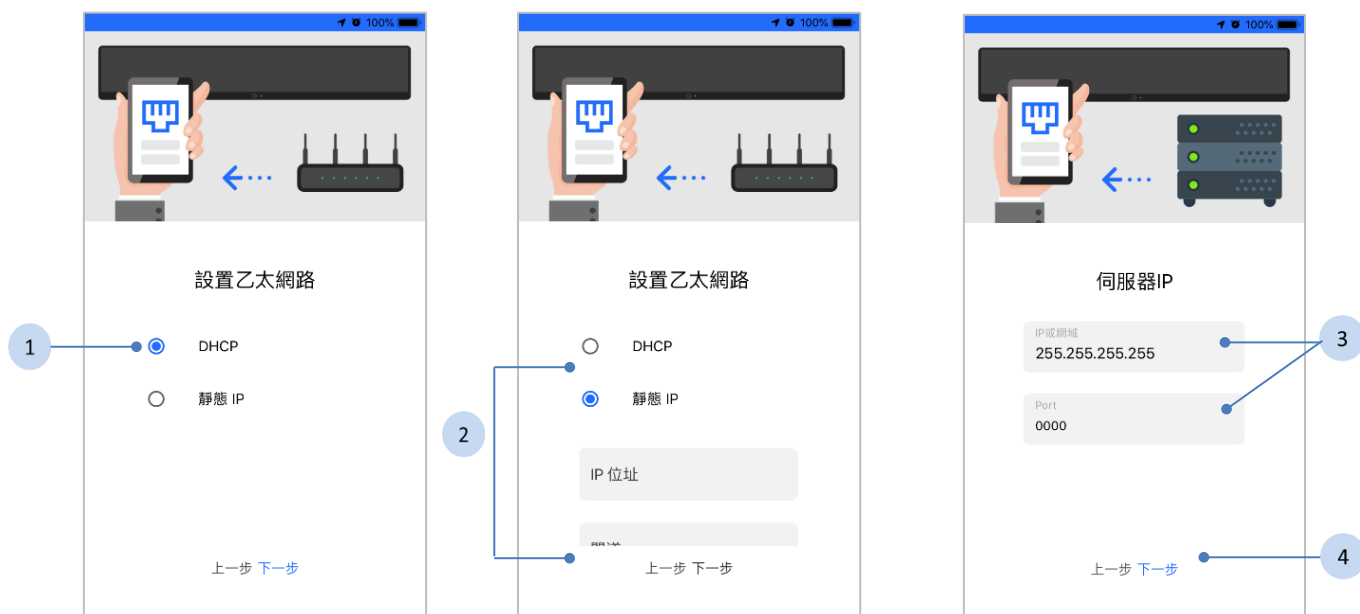 100%
設置乙太網路
1
DHCP
靜態 IP
上一步 下一步
100%
設置乙太網路
DHCP
靜態 IP
2
IP 位址
上一步 下一步
100%
伺服器IP
IP或網域
255.255.255.255
3
Port
0000
4
上一步 下一步